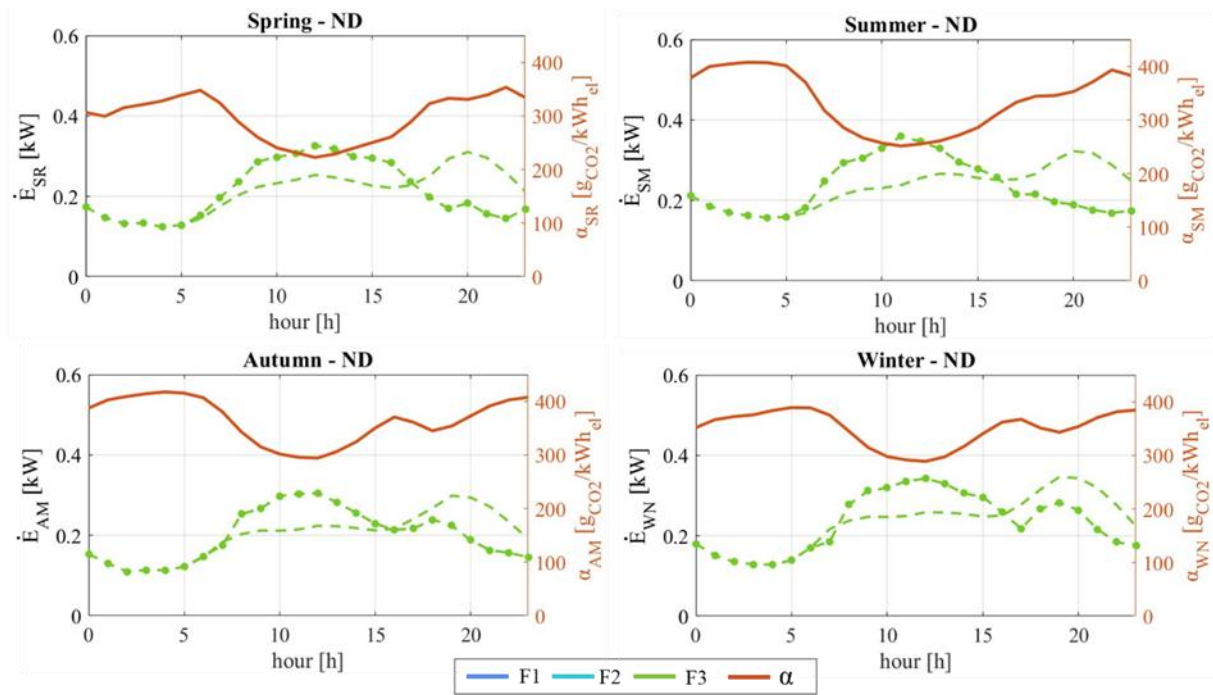 Spring - ND
0.6
0.4
0.2
0
Ė_SR [kW]
400
300
200
100
0
α_SR [g_CO2/kWh_el]
0 5 10 15 20
hour [h]
Summer - ND
0.6
0.4
0.2
0
Ė_SM [kW]
400
300
200
100
0
α_SM [g_CO2/kWh_el]
0 5 10 15 20
hour [h]
Autumn - ND
0.6
0.4
0.2
0
Ė_AM [kW]
400
300
200
100
0
α_AM [g_CO2/kWh_el]
0 5 10 15 20
hour [h]
Winter - ND
0.6
0.4
0.2
0
Ė_WN [kW]
400
300
200
100
0
α_WN [g_CO2/kWh_el]
0 5 10 15 20
hour [h]
F1 F2 F3 α